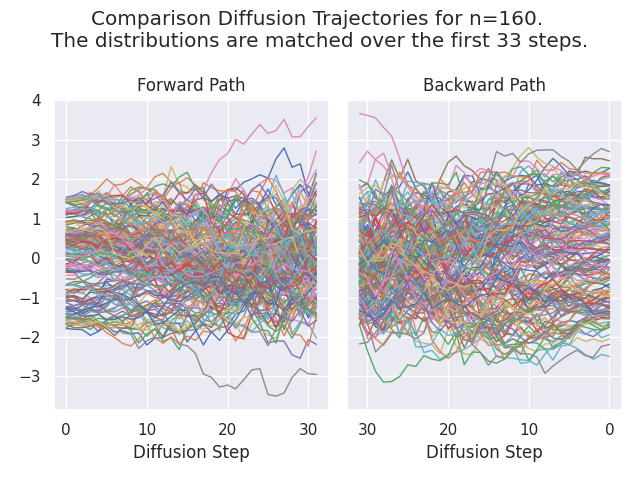 Comparison Diffusion Trajectories for n=160.
The distributions are matched over the first 33 steps.
Forward Path
Backward Path
4
3
2
1
0
−1
−2
−3
0
10
20
30
30
20
10
0
Diffusion Step
Diffusion Step